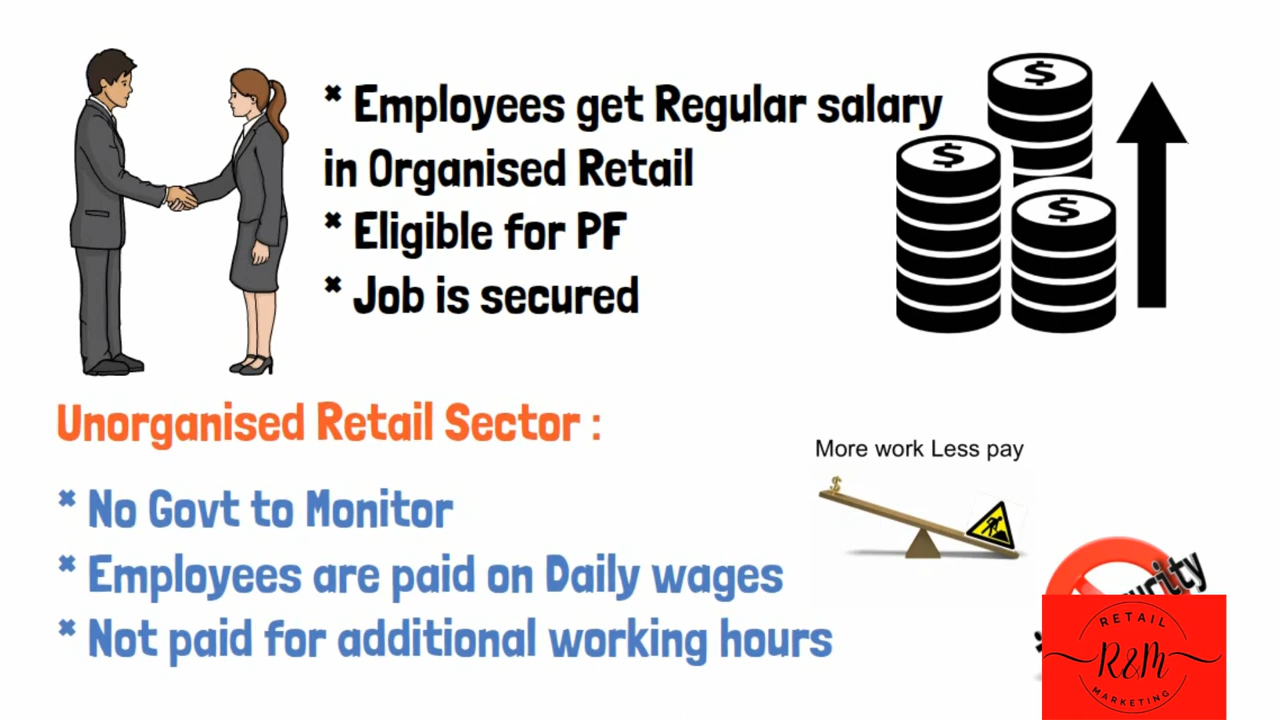 * Employees get Regular salary
in Organised Retail
* Eligible for PF
* Job is secured
$
$
$
Unorganised Retail Sector :
* No Govt to Monitor
* Employees are paid on Daily wages
* Not paid for additional working hours
More work Less pay
$
RETAIL
R&M
MARKETING